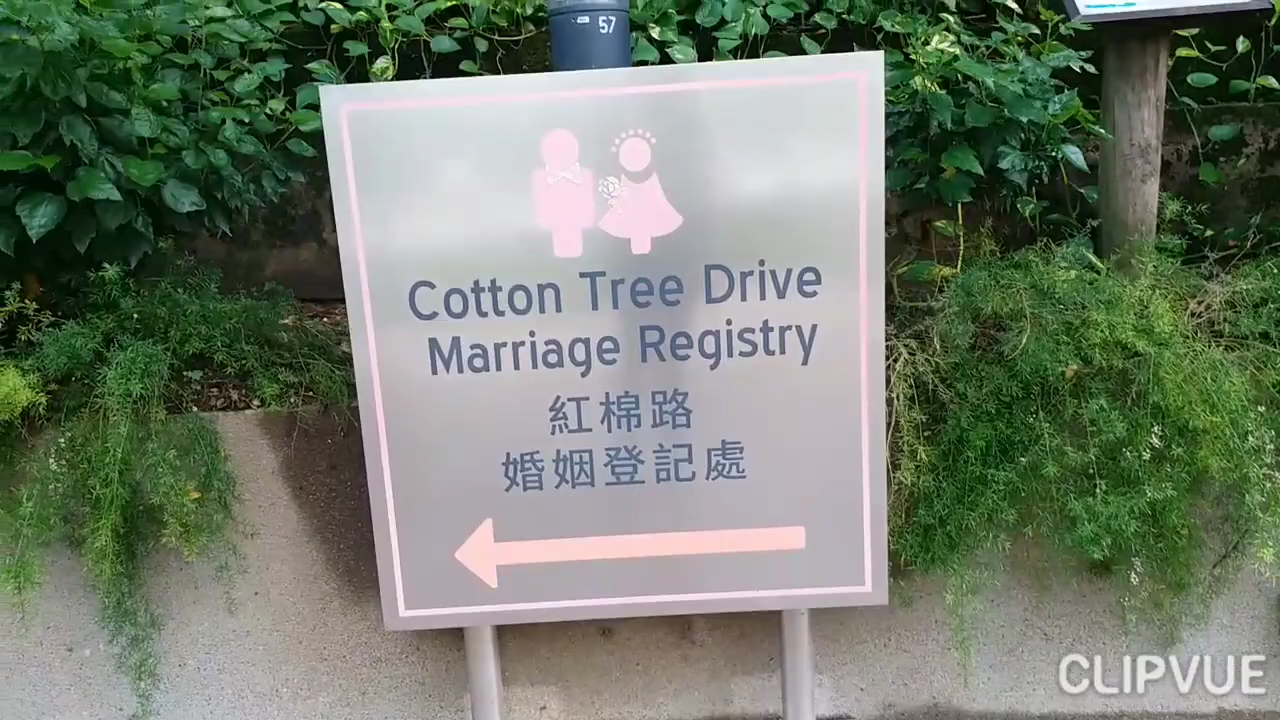 57
Cotton Tree Drive
Marriage Registry
紅棉路
婚姻登記處
CLIPVUE